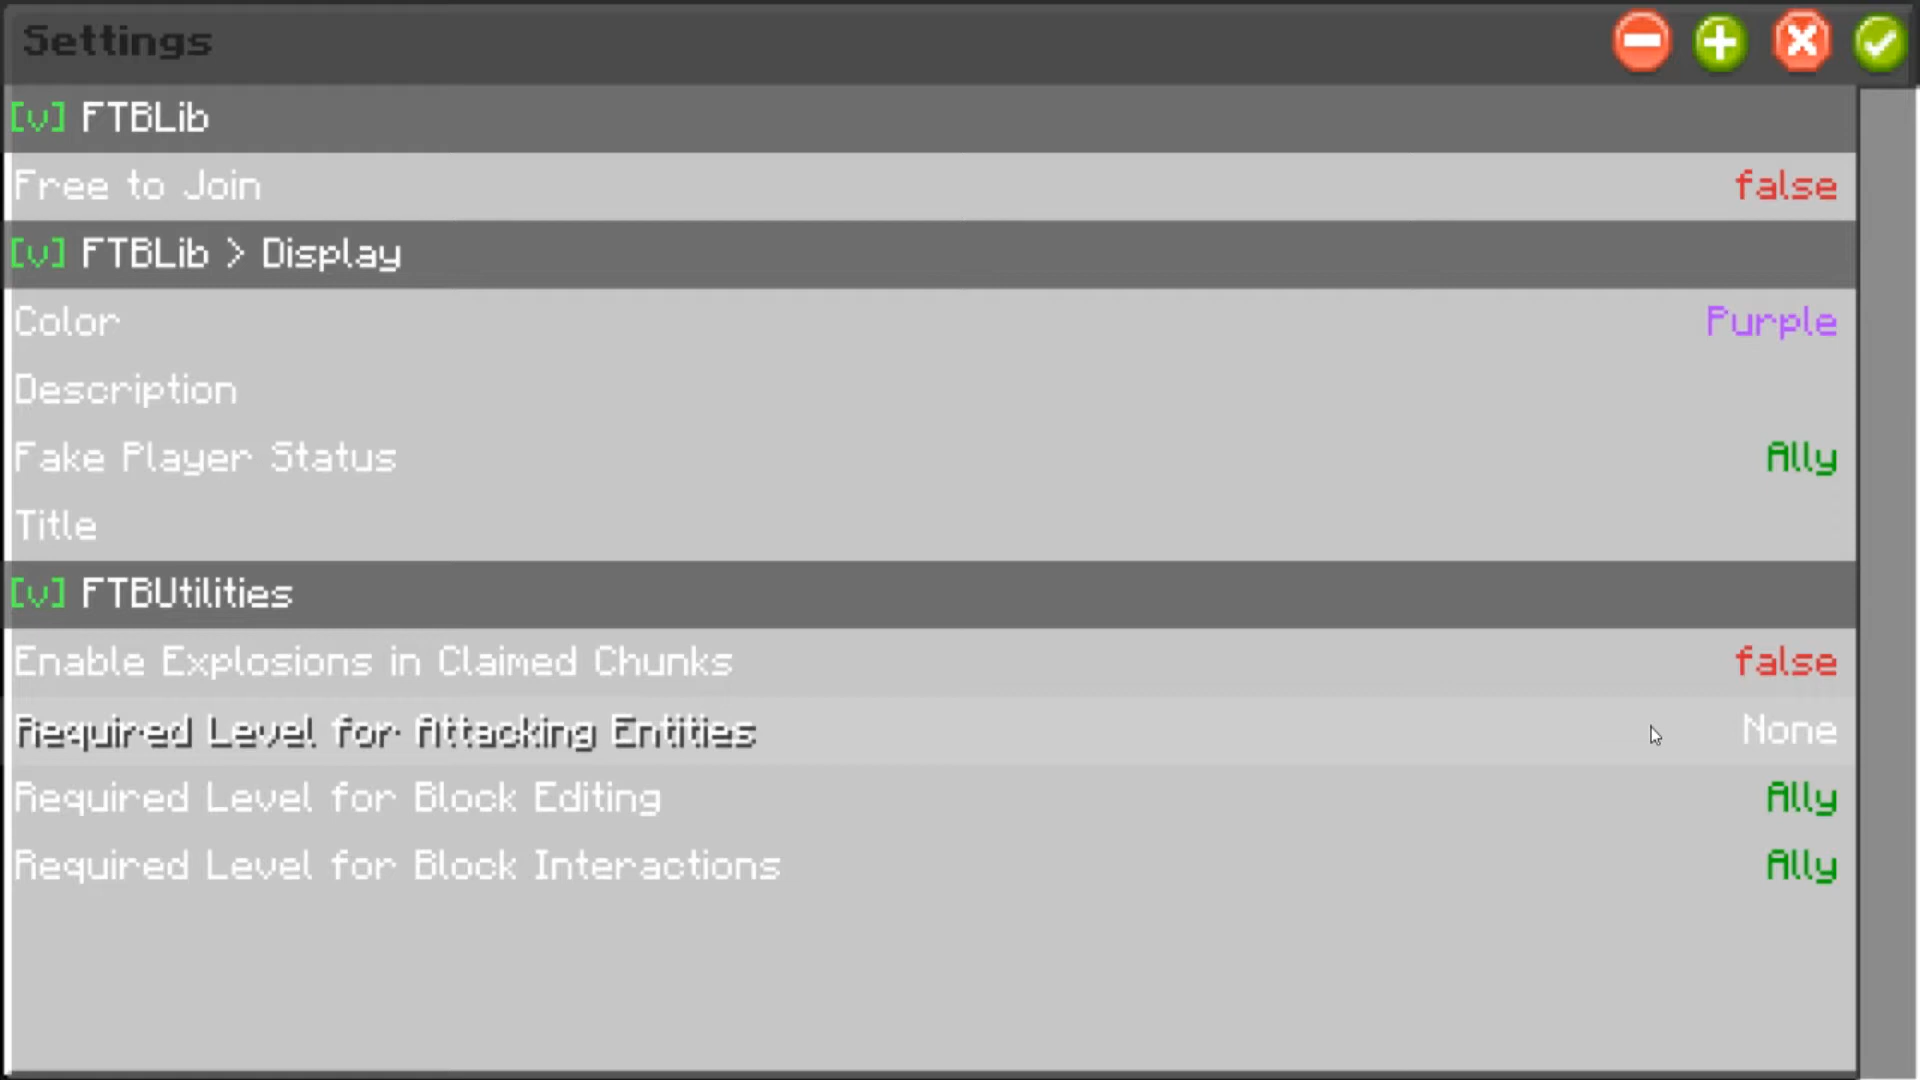 Settings
[v] FTBLib
Free to Join false
[v] FTBLib > Display
Color Purple
Description
Fake Player Status Ally
Title
[v] FTBUtilities
Enable Explosions in Claimed Chunks false
Required Level for Attacking Entities None
Required Level for Block Editing Ally
Required Level for Block Interactions Ally